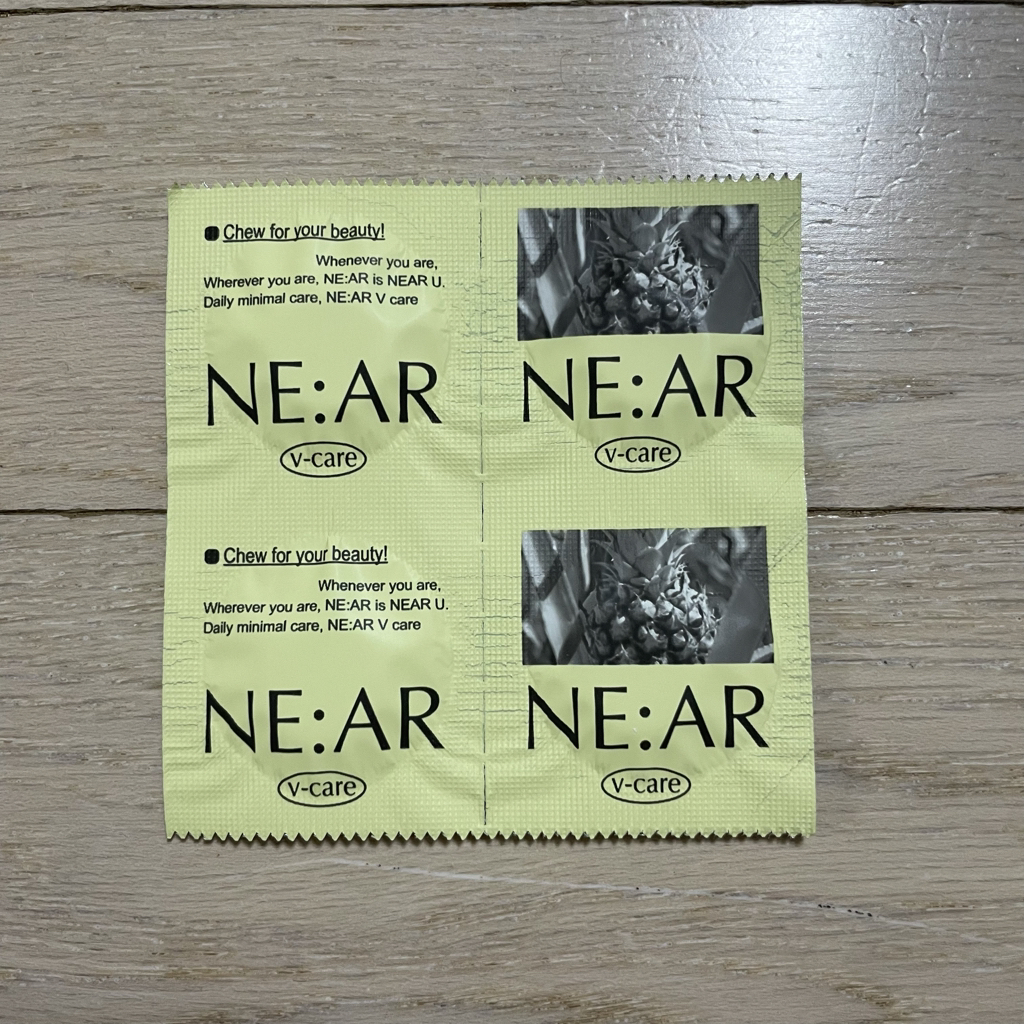 Chew for your beauty!
Whenever you are,
Wherever you are, NE:AR is NEAR U.
Daily minimal care, NE:AR V care
NE:AR
v-care
NE:AR
v-care
Chew for your beauty!
Whenever you are,
Wherever you are, NE:AR is NEAR U.
Daily minimal care, NE:AR V care
NE:AR
v-care
NE:AR
v-care